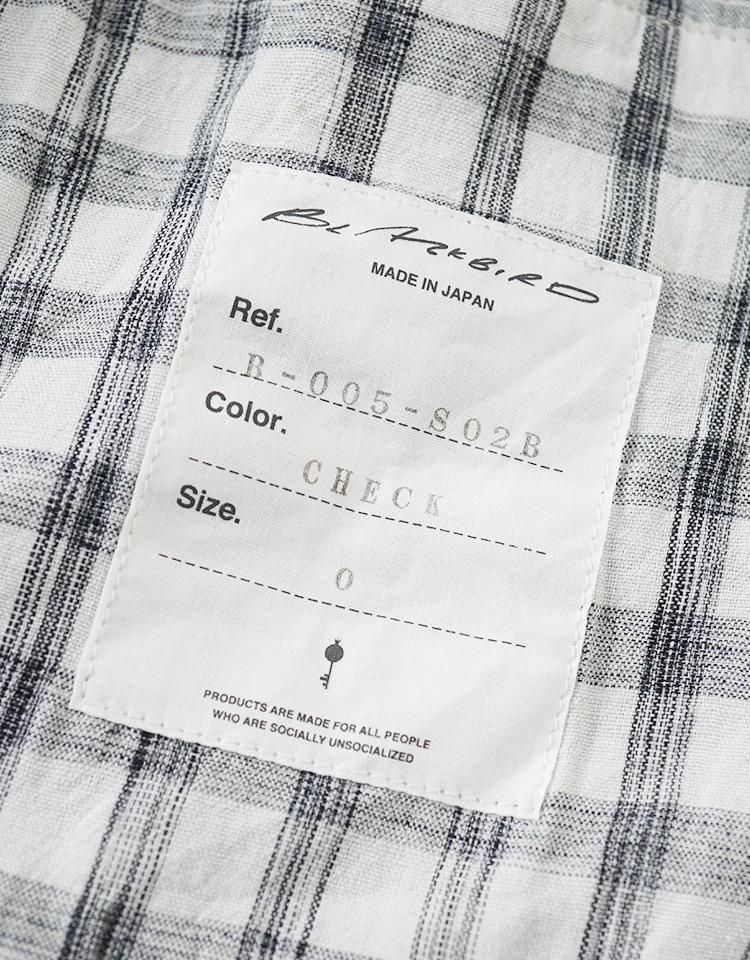 BLACKBIRD
MADE IN JAPAN
Ref.
R-005-S02B
Color.
CHECK
Size.
0
PRODUCTS ARE MADE FOR ALL PEOPLE
WHO ARE SOCIALLY UNSOCIALIZED